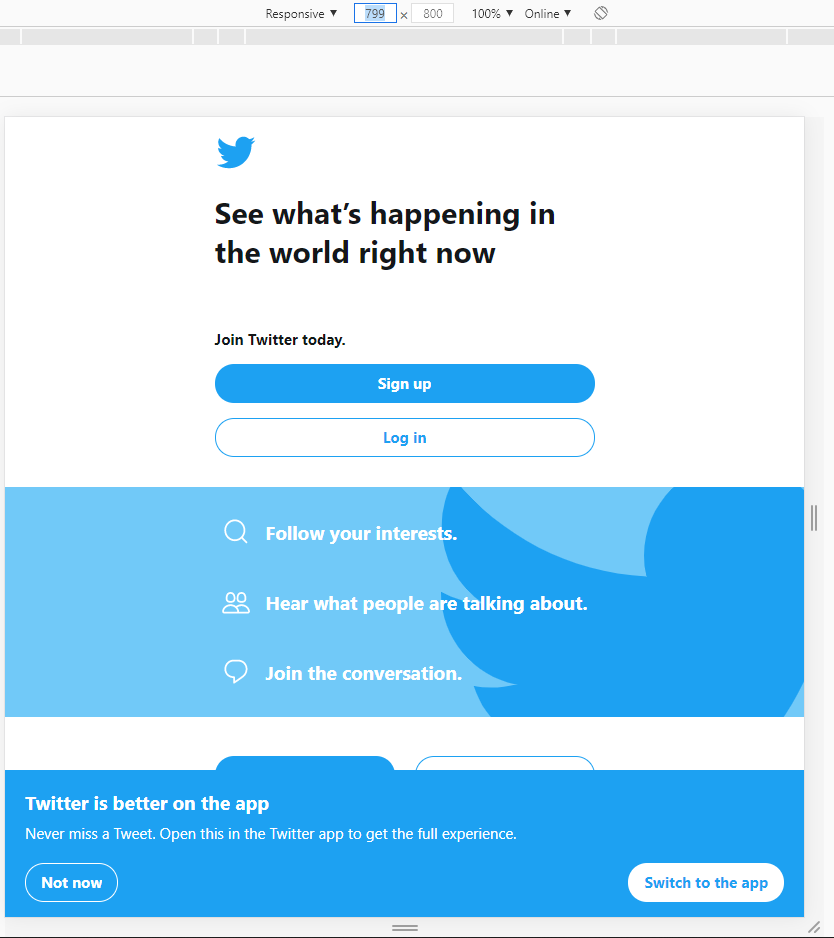 Responsive ▼ 799 × 800 100% ▼ Online ▼
See what’s happening in
the world right now
Join Twitter today.
Sign up
Log in
Follow your interests.
Hear what people are talking about.
Join the conversation.
Twitter is better on the app
Never miss a Tweet. Open this in the Twitter app to get the full experience.
Not now
Switch to the app